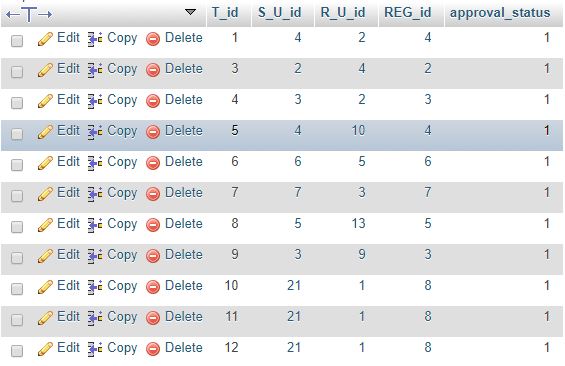 ←T→ T_id S_U_id R_U_id REG_id approval_status
Edit Copy Delete 1 4 2 4 1
Edit Copy Delete 3 2 4 2 1
Edit Copy Delete 4 3 2 3 1
Edit Copy Delete 5 4 10 4 1
Edit Copy Delete 6 6 5 6 1
Edit Copy Delete 7 7 3 7 1
Edit Copy Delete 8 5 13 5 1
Edit Copy Delete 9 3 9 3 1
Edit Copy Delete 10 21 1 8 1
Edit Copy Delete 11 21 1 8 1
Edit Copy Delete 12 21 1 8 1